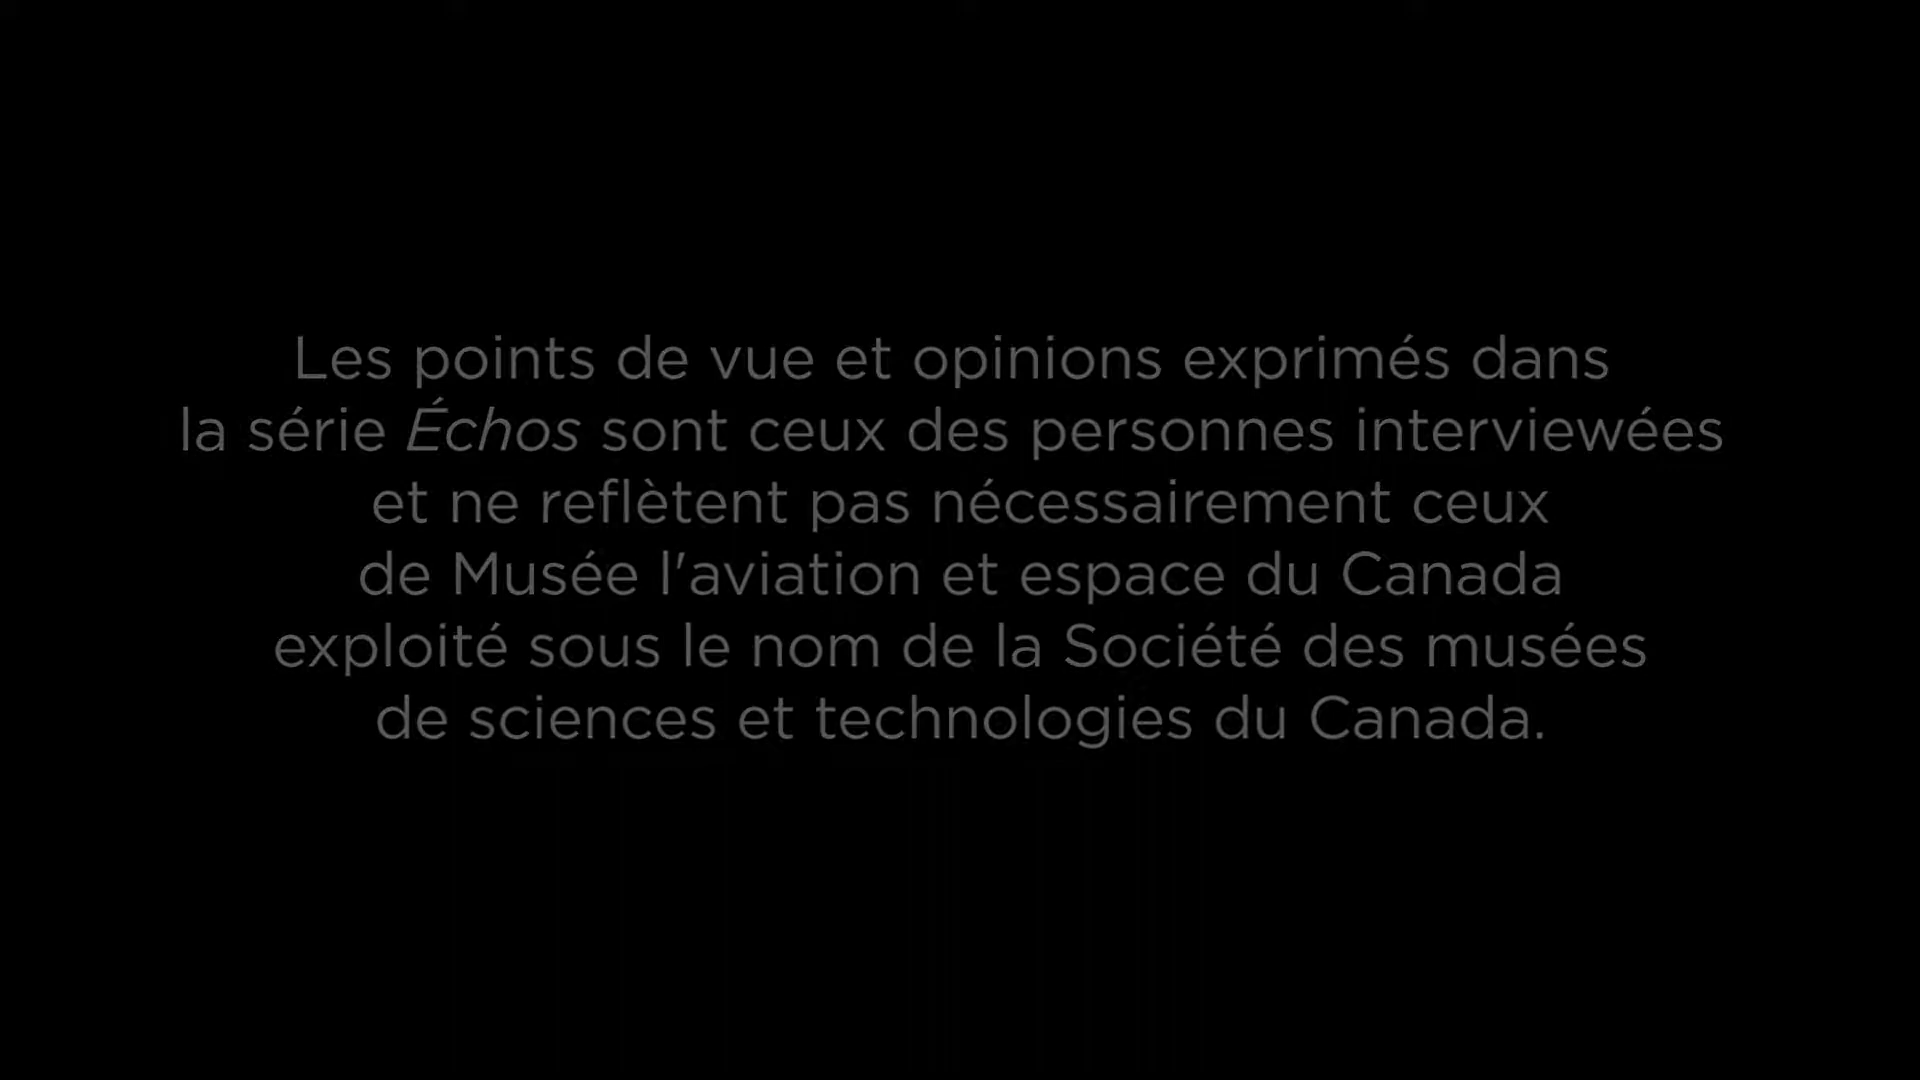 Les points de vue et opinions exprimés dans
la série Échos sont ceux des personnes interviewées
et ne reflètent pas nécessairement ceux
de Musée l'aviation et espace du Canada
exploité sous le nom de la Société des musées
de sciences et technologies du Canada.